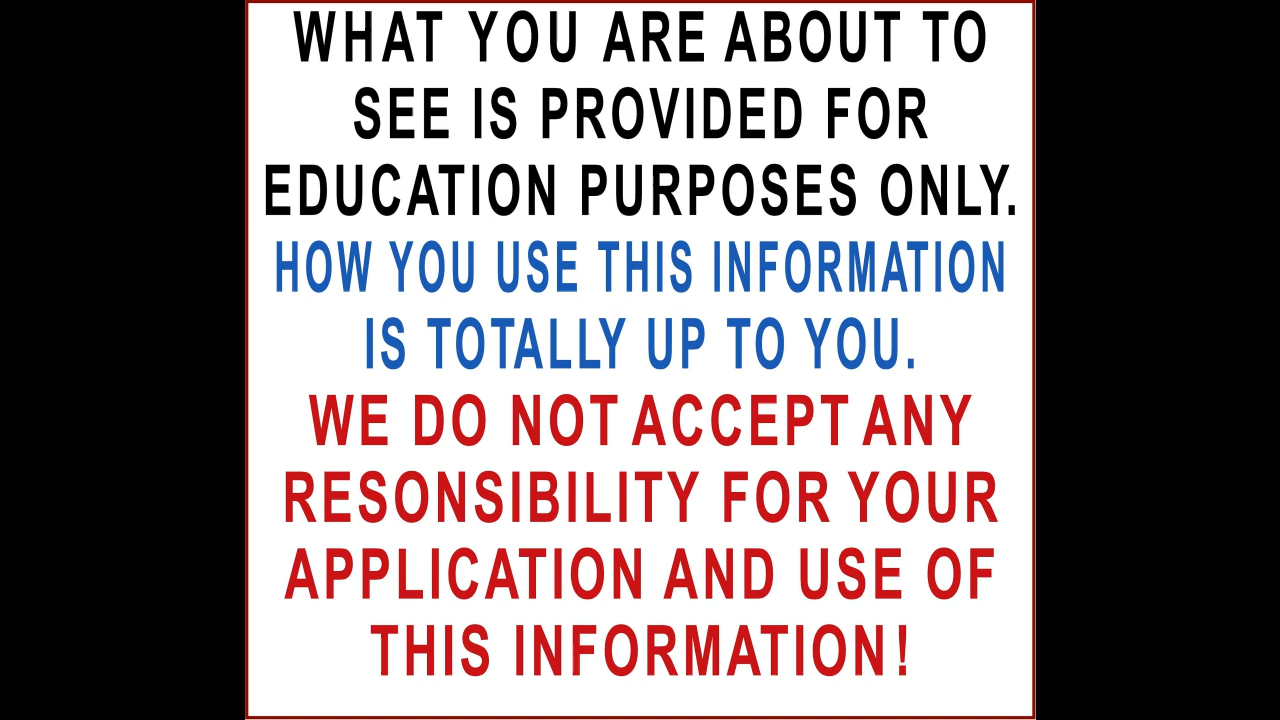 WHAT YOU ARE ABOUT TO
SEE IS PROVIDED FOR
EDUCATION PURPOSES ONLY.
HOW YOU USE THIS INFORMATION
IS TOTALLY UP TO YOU.
WE DO NOT ACCEPT ANY
RESONSIBILITY FOR YOUR
APPLICATION AND USE OF
THIS INFORMATION!